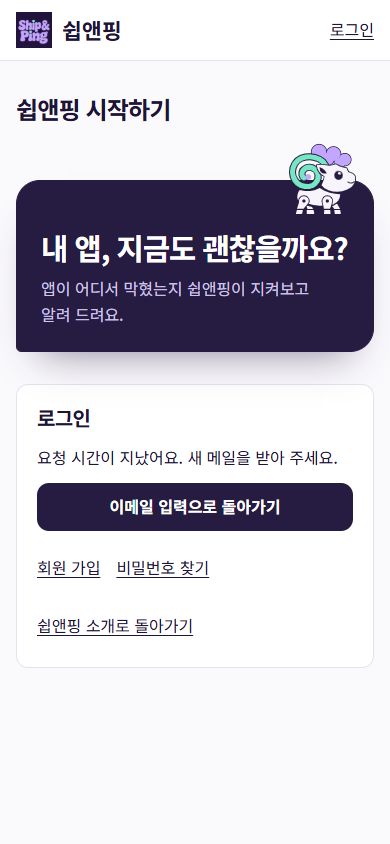 Ship&
Ping
쉽앤핑
로그인
쉽앤핑 시작하기
내 앱, 지금도 괜찮을까요?
앱이 어디서 막혔는지 쉽앤핑이 지켜보고
알려 드려요.
로그인
요청 시간이 지났어요. 새 메일을 받아 주세요.
이메일 입력으로 돌아가기
회원 가입 비밀번호 찾기
쉽앤핑 소개로 돌아가기